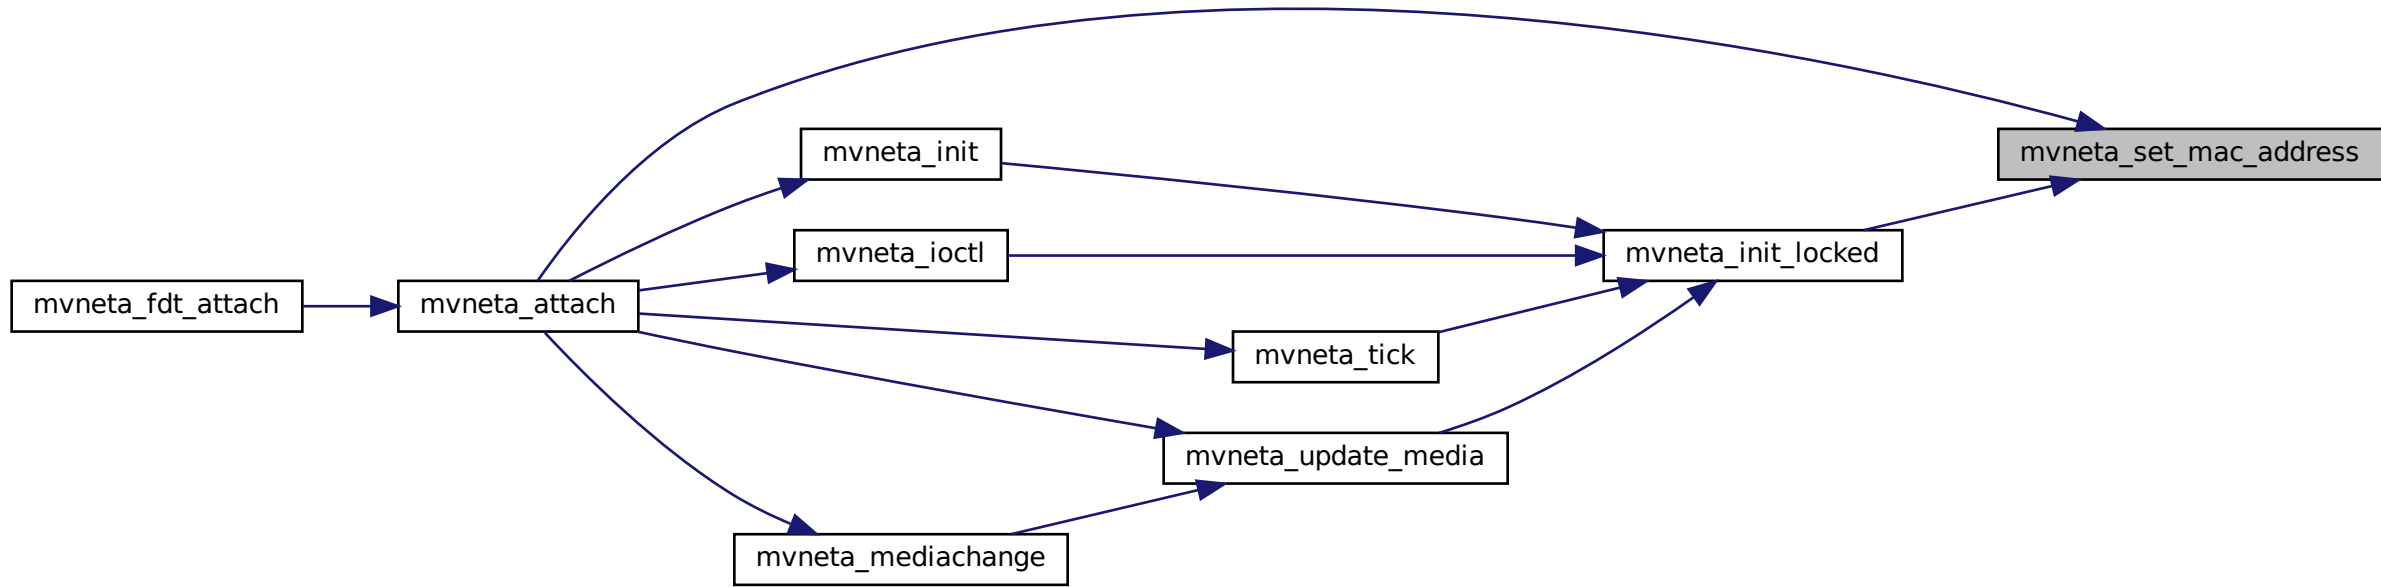 mvneta_set_mac_address
mvneta_init
mvneta_ioctl
mvneta_init_locked
mvneta_fdt_attach
mvneta_attach
mvneta_tick
mvneta_update_media
mvneta_mediachange